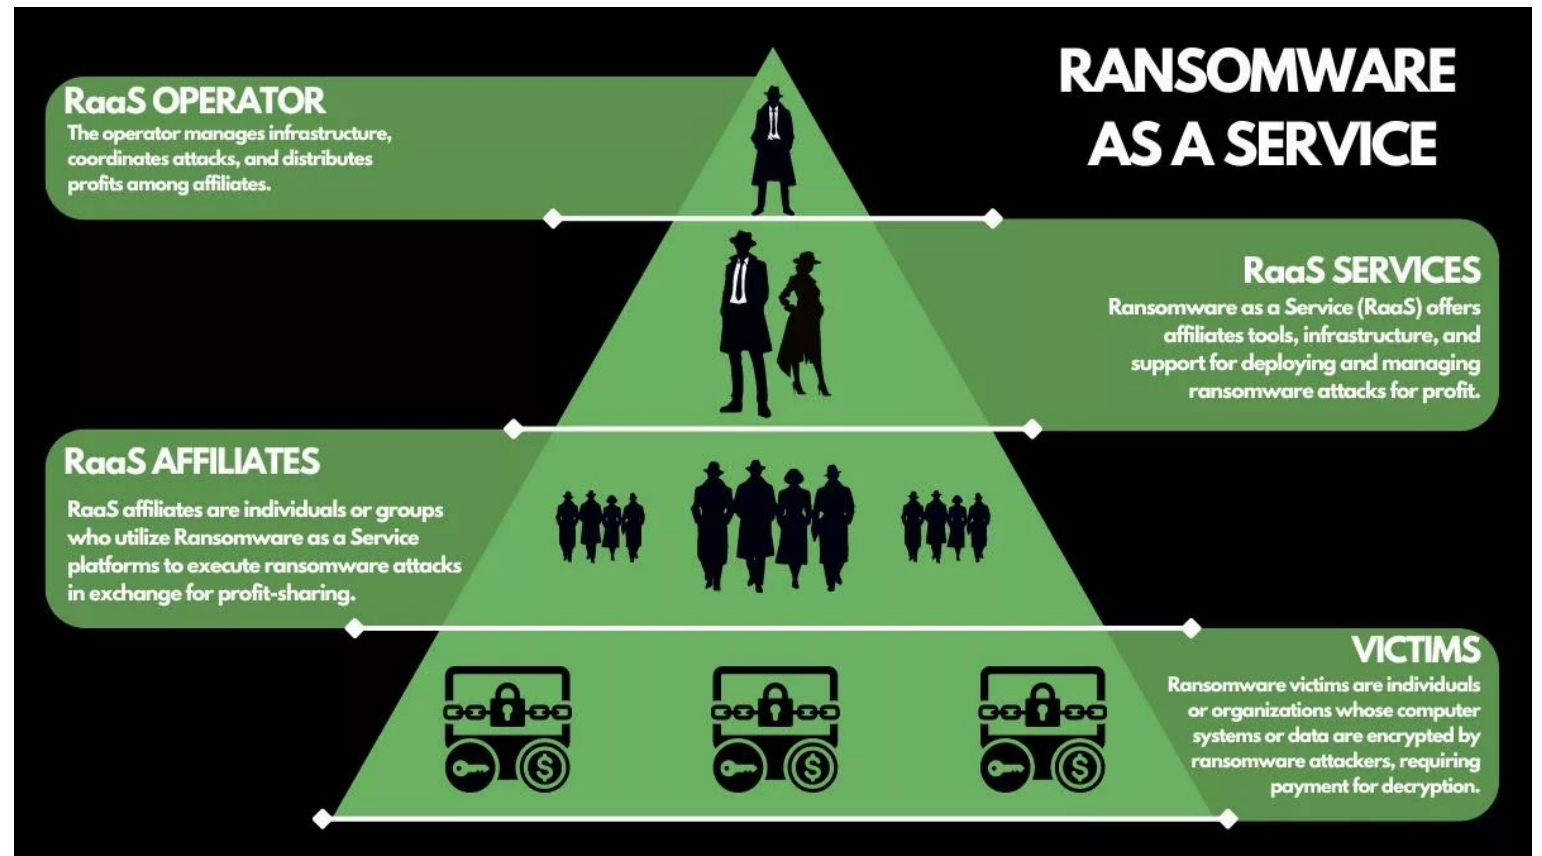 RANSOMWARE
AS A SERVICE
RaaS OPERATOR
The operator manages infrastructure,
coordinates attacks, and distributes
profits among affiliates.
RaaS SERVICES
Ransomware as a Service (RaaS) offers
affiliates tools, infrastructure, and
support for deploying and managing
ransomware attacks for profit.
RaaS AFFILIATES
RaaS affiliates are individuals or groups
who utilize Ransomware as a Service
platforms to execute ransomware attacks
in exchange for profit-sharing.
VICTIMS
Ransomware victims are individuals
or organizations whose computer
systems or data are encrypted by
ransomware attackers, requiring
payment for decryption.